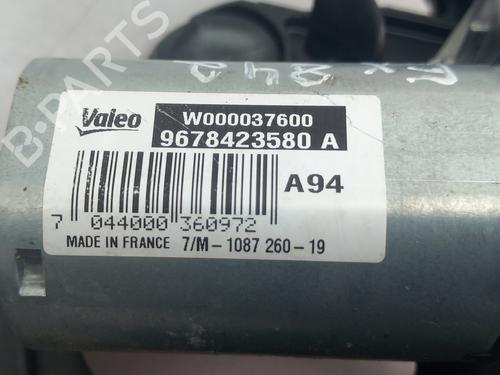 B-PARTS
Valeo
W000037600
9678423580 A
A94
7 044000 360972
MADE IN FRANCE 7/M-1087 260-19